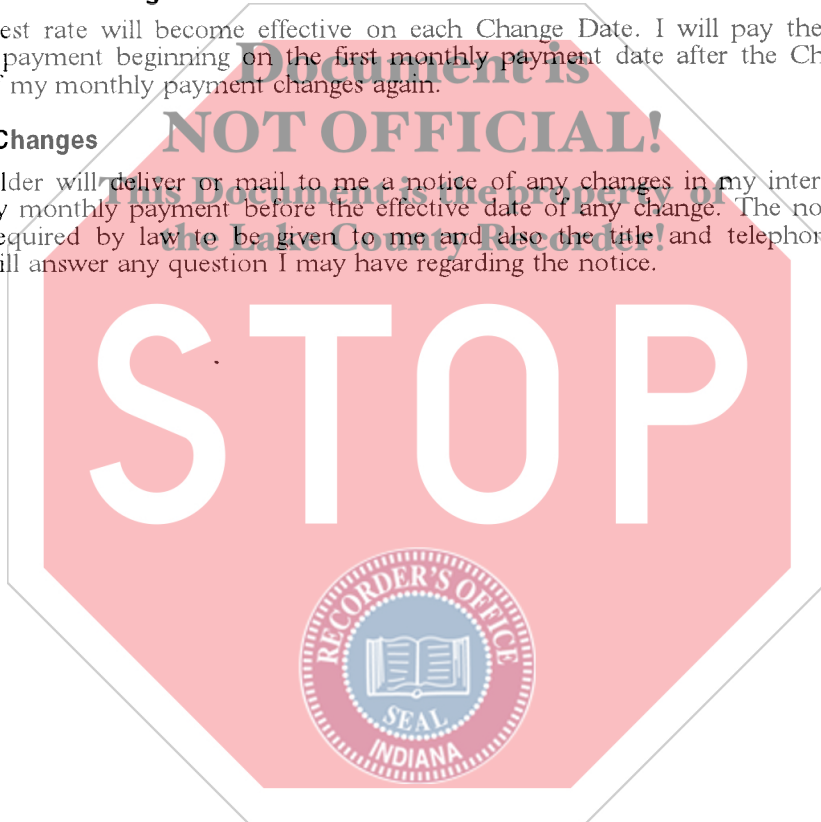 est rate will become effective on each Change Date. I will pay the
payment beginning on the first monthly payment date after the Ch
my monthly payment changes again.
Document is
NOT OFFICIAL!
Changes
lder will deliver or mail to me a notice of any changes in my inter
y monthly payment before the effective date of any change. The no
equired by law to be given to me and also the title and telephon
ill answer any question I may have regarding the notice.
This Document is the property of
the Lake County Recorder!
STOP
RECORDER'S OFFICE
SEAL
INDIANA